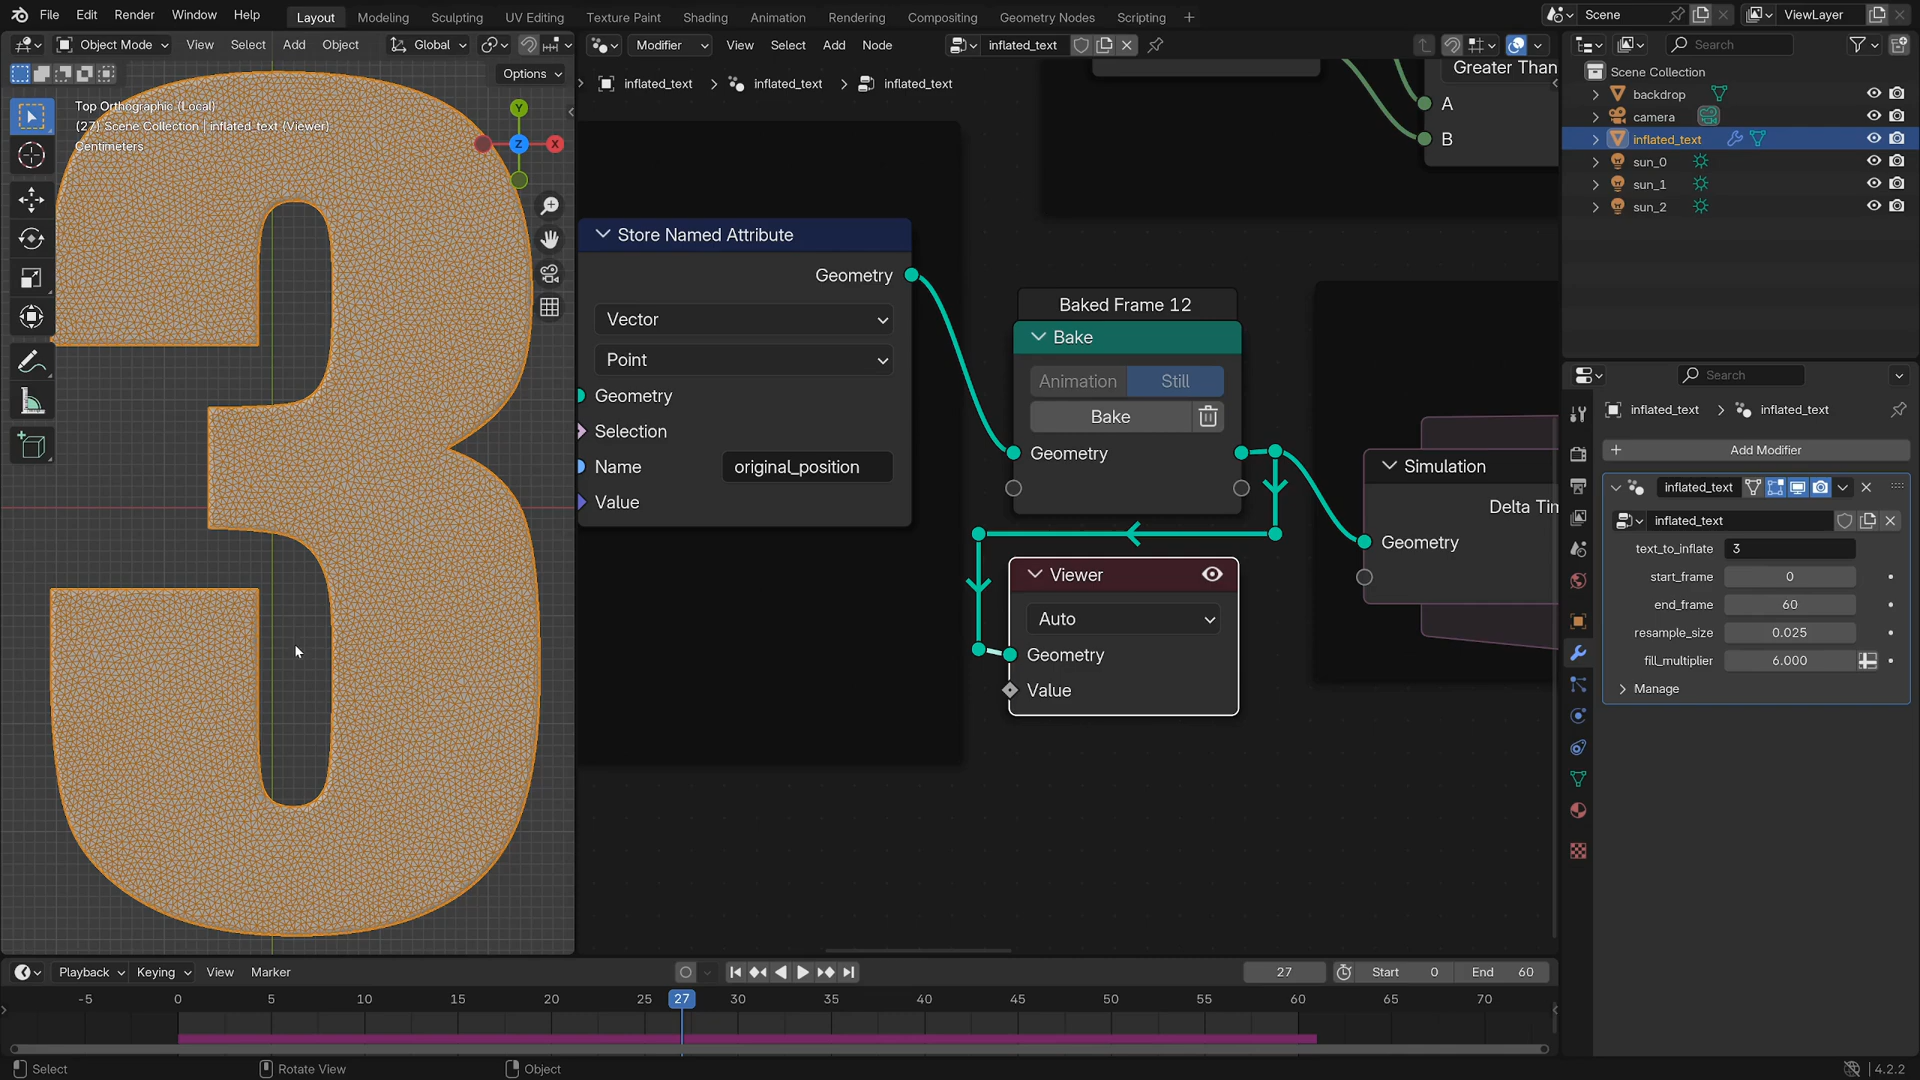 File Edit Render Window Help Layout Modeling Sculpting UV Editing Texture Paint Shading Animation Rendering Compositing Geometry Nodes Scripting + Scene ViewLayer
Object Mode View Select Add Object Global Modifier View Select Add Node inflated_text Search
Options
inflated_text > inflated_text > inflated_text
Top Orthographic (Local)
(27) Scene Collection | inflated_text (Viewer)
Centimeters
Y
X
Z
Greater Than
A
B
Store Named Attribute
Geometry
Vector
Point
Geometry
Selection
Name original_position
Value
Baked Frame 12
Bake
Animation Still
Bake
Geometry
Viewer
Auto
Geometry
Value
Simulation
Delta Tim
Geometry
Scene Collection
backdrop
camera
inflated_text
sun_0
sun_1
sun_2
Search
inflated_text > inflated_text
+ Add Modifier
inflated_text
inflated_text
text_to_inflate 3
start_frame 0
end_frame 60
resample_size 0.025
fill_multiplier 6.000
Manage
Playback Keying View Marker 27 Start 0 End 60
-5 0 5 10 15 20 25 27 30 35 40 45 50 55 60 65 70
Select Rotate View Object 4.2.2